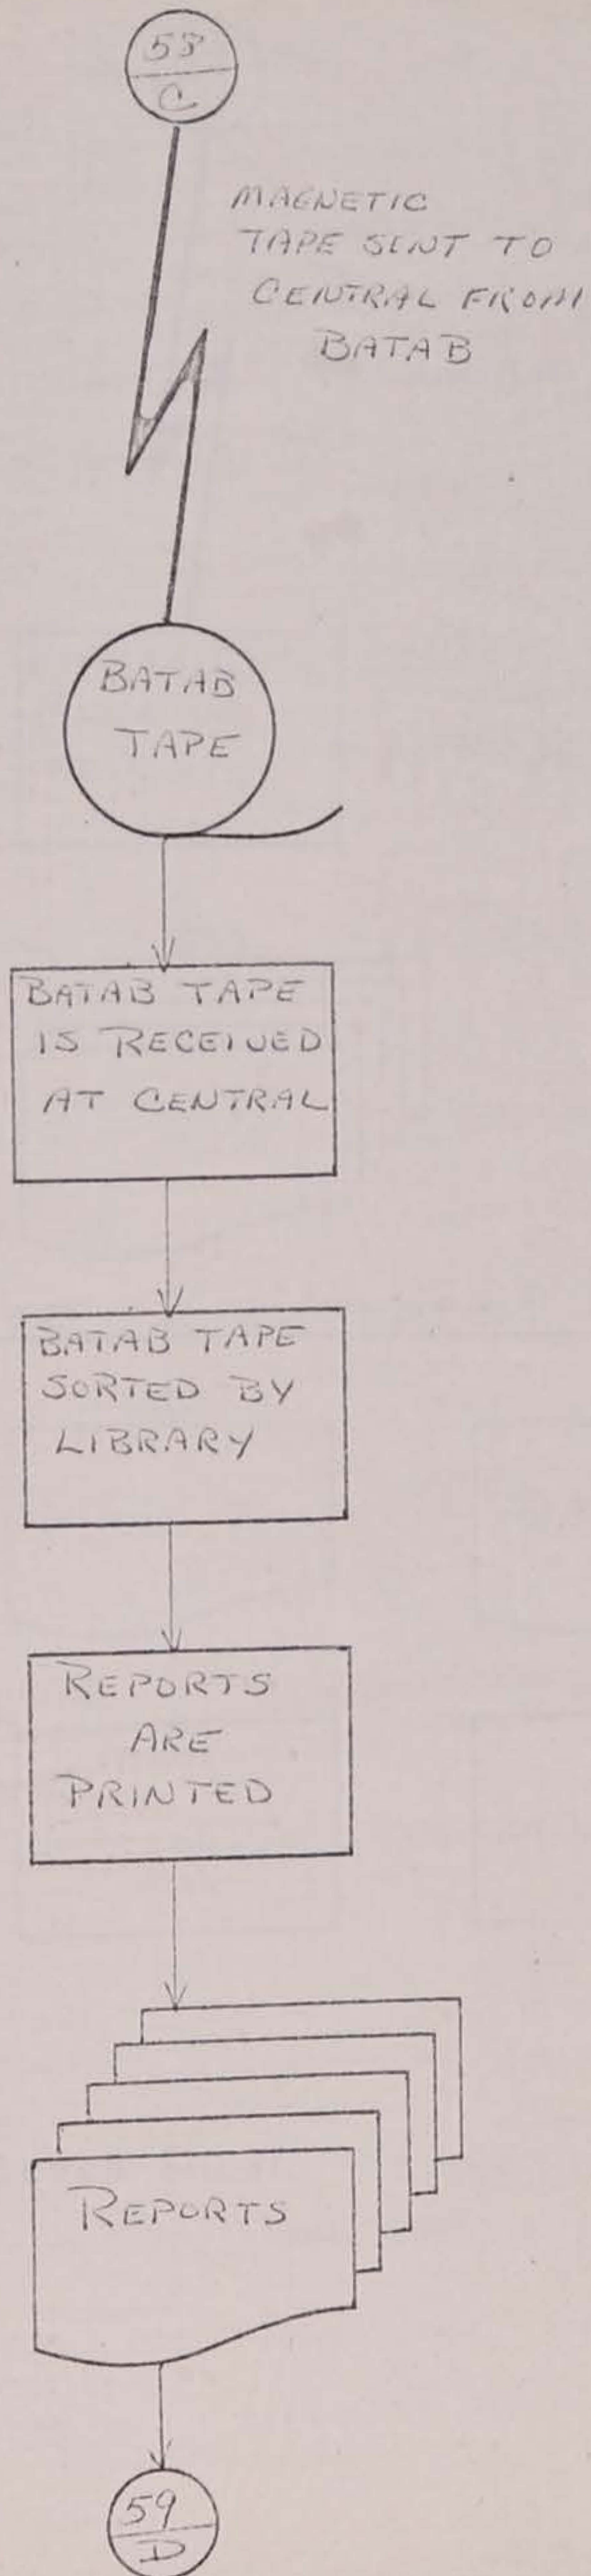 58
C
MAGNETIC
TAPE SENT TO
CENTRAL FROM
BATAB
BATAB
TAPE
BATAB TAPE
IS RECEIVED
AT CENTRAL
BATAB TAPE
SORTED BY
LIBRARY
REPORTS
ARE
PRINTED
REPORTS
59
D